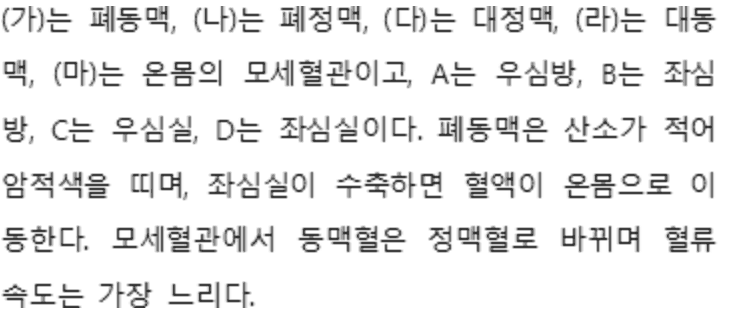 (가)는 폐동맥, (나)는 폐정맥, (다)는 대정맥, (라)는 대동
맥, (마)는 온몸의 모세혈관이고, A는 우심방, B는 좌심
방, C는 우심실, D는 좌심실이다. 폐동맥은 산소가 적어
암적색을 띠며, 좌심실이 수축하면 혈액이 온몸으로 이
동한다. 모세혈관에서 동맥혈은 정맥혈로 바뀌며 혈류
속도는 가장 느리다.